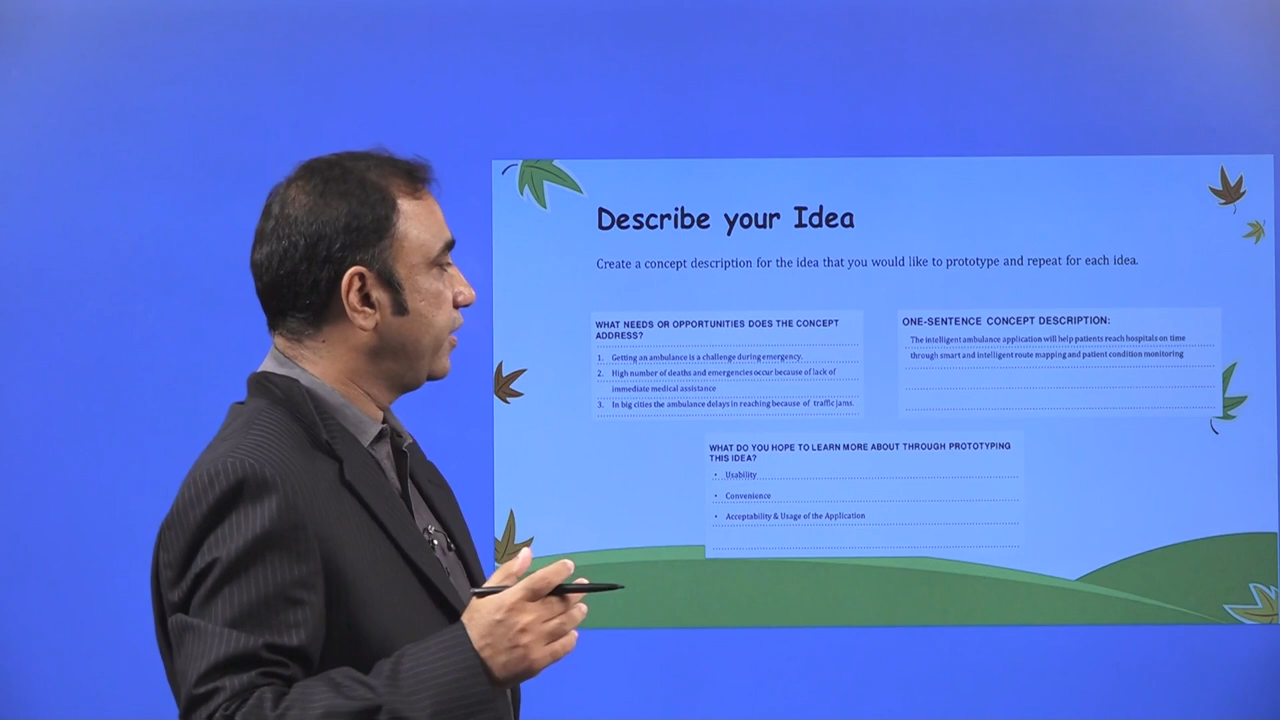 Describe your Idea
Create a concept description for the idea that you would like to prototype and repeat for each idea.
WHAT NEEDS OR OPPORTUNITIES DOES THE CONCEPT
ADDRESS?
1. Getting an ambulance is a challenge during emergency.
2. High number of deaths and emergencies occur because of lack of
immediate medical assistance
3. In big cities the ambulance delays in reaching because of traffic jams.
ONE-SENTENCE CONCEPT DESCRIPTION:
The intelligent ambulance application will help patients reach hospitals on time
through smart and intelligent route mapping and patient condition monitoring
WHAT DO YOU HOPE TO LEARN MORE ABOUT THROUGH PROTOTYPING
THIS IDEA?
• Usability
• Convenience
• Acceptability & Usage of the Application